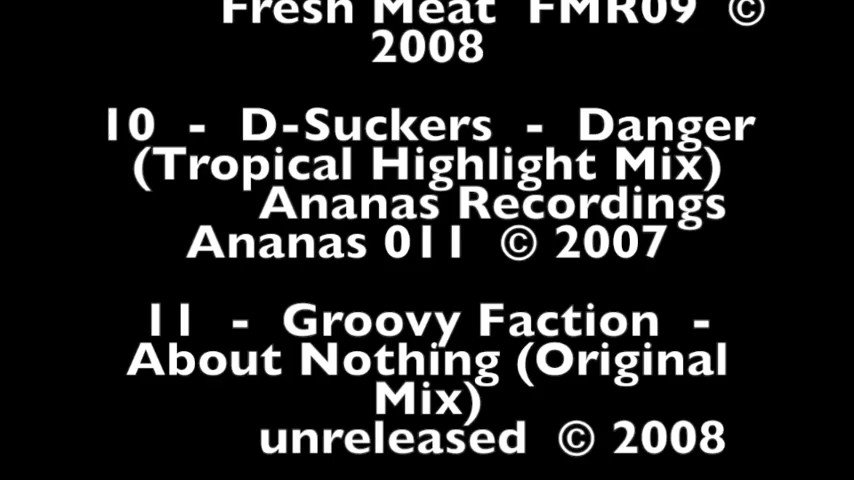 Fresh Meat FMR09 ©
2008
10 - D-Suckers - Danger
(Tropical Highlight Mix)
Ananas Recordings
Ananas 011 © 2007
11 - Groovy Faction -
About Nothing (Original
Mix)
unreleased © 2008